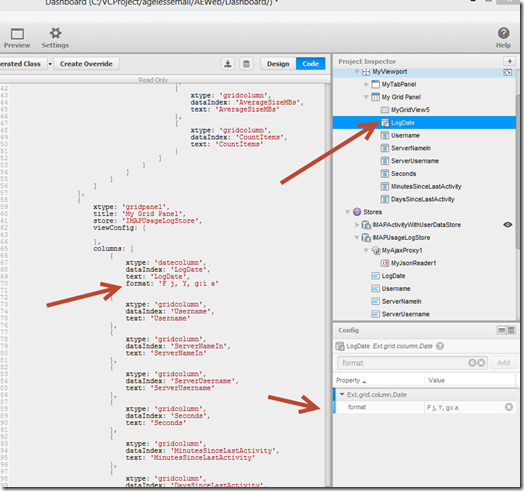 Dashboard (C:/VCProject/agelessemail/AEWeb/Dashboard/) *
Preview
Settings
Help
erated Class
Create Override
Design
Code
Read Only
Project Inspector
42
{
43
xtype: 'gridcolumn',
44
dataIndex: 'AverageSizeMBs',
45
text: 'AverageSizeMBs'
46
},
47
{
48
xtype: 'gridcolumn',
49
dataIndex: 'CountItems',
50
text: 'CountItems'
51
}
52
]
53
}
54
]
55
}
56
]
57
},
58
{
59
xtype: 'gridpanel',
60
title: 'My Grid Panel',
61
store: 'IMAPUsageLogStore',
62
viewConfig: {
63
64
},
65
columns: [
66
{
67
xtype: 'datecolumn',
68
dataIndex: 'LogDate',
69
text: 'LogDate',
70
format: 'F j, Y, g:i a'
71
},
72
{
73
xtype: 'gridcolumn',
74
dataIndex: 'Username',
75
text: 'Username'
76
},
77
{
78
xtype: 'gridcolumn',
79
dataIndex: 'ServerNameIn',
80
text: 'ServerNameIn'
81
},
82
{
83
xtype: 'gridcolumn',
84
dataIndex: 'ServerUsername',
85
text: 'ServerUsername'
86
},
87
{
88
xtype: 'gridcolumn',
89
dataIndex: 'Seconds',
90
text: 'Seconds'
91
},
92
{
93
xtype: 'gridcolumn',
94
dataIndex: 'MinutesSinceLastActivity',
95
text: 'MinutesSinceLastActivity'
96
},
97
{
98
xtype: 'gridcolumn',
99
dataIndex: 'DaysSinceLastActivity',
MyViewport
MyTabPanel
My Grid Panel
MyGridView5
LogDate
Username
ServerNameIn
ServerUsername
Seconds
MinutesSinceLastActivity
DaysSinceLastActivity
Stores
IMAPActivityWithUserDataStore
IMAPUsageLogStore
MyAjaxProxy1
MyJsonReader1
LogDate
Username
ServerNameIn
ServerUsername
Config
LogDate Ext.grid.column.Date
format
Add
Property
Value
Ext.grid.column.Date
format
F j, Y, g:i a